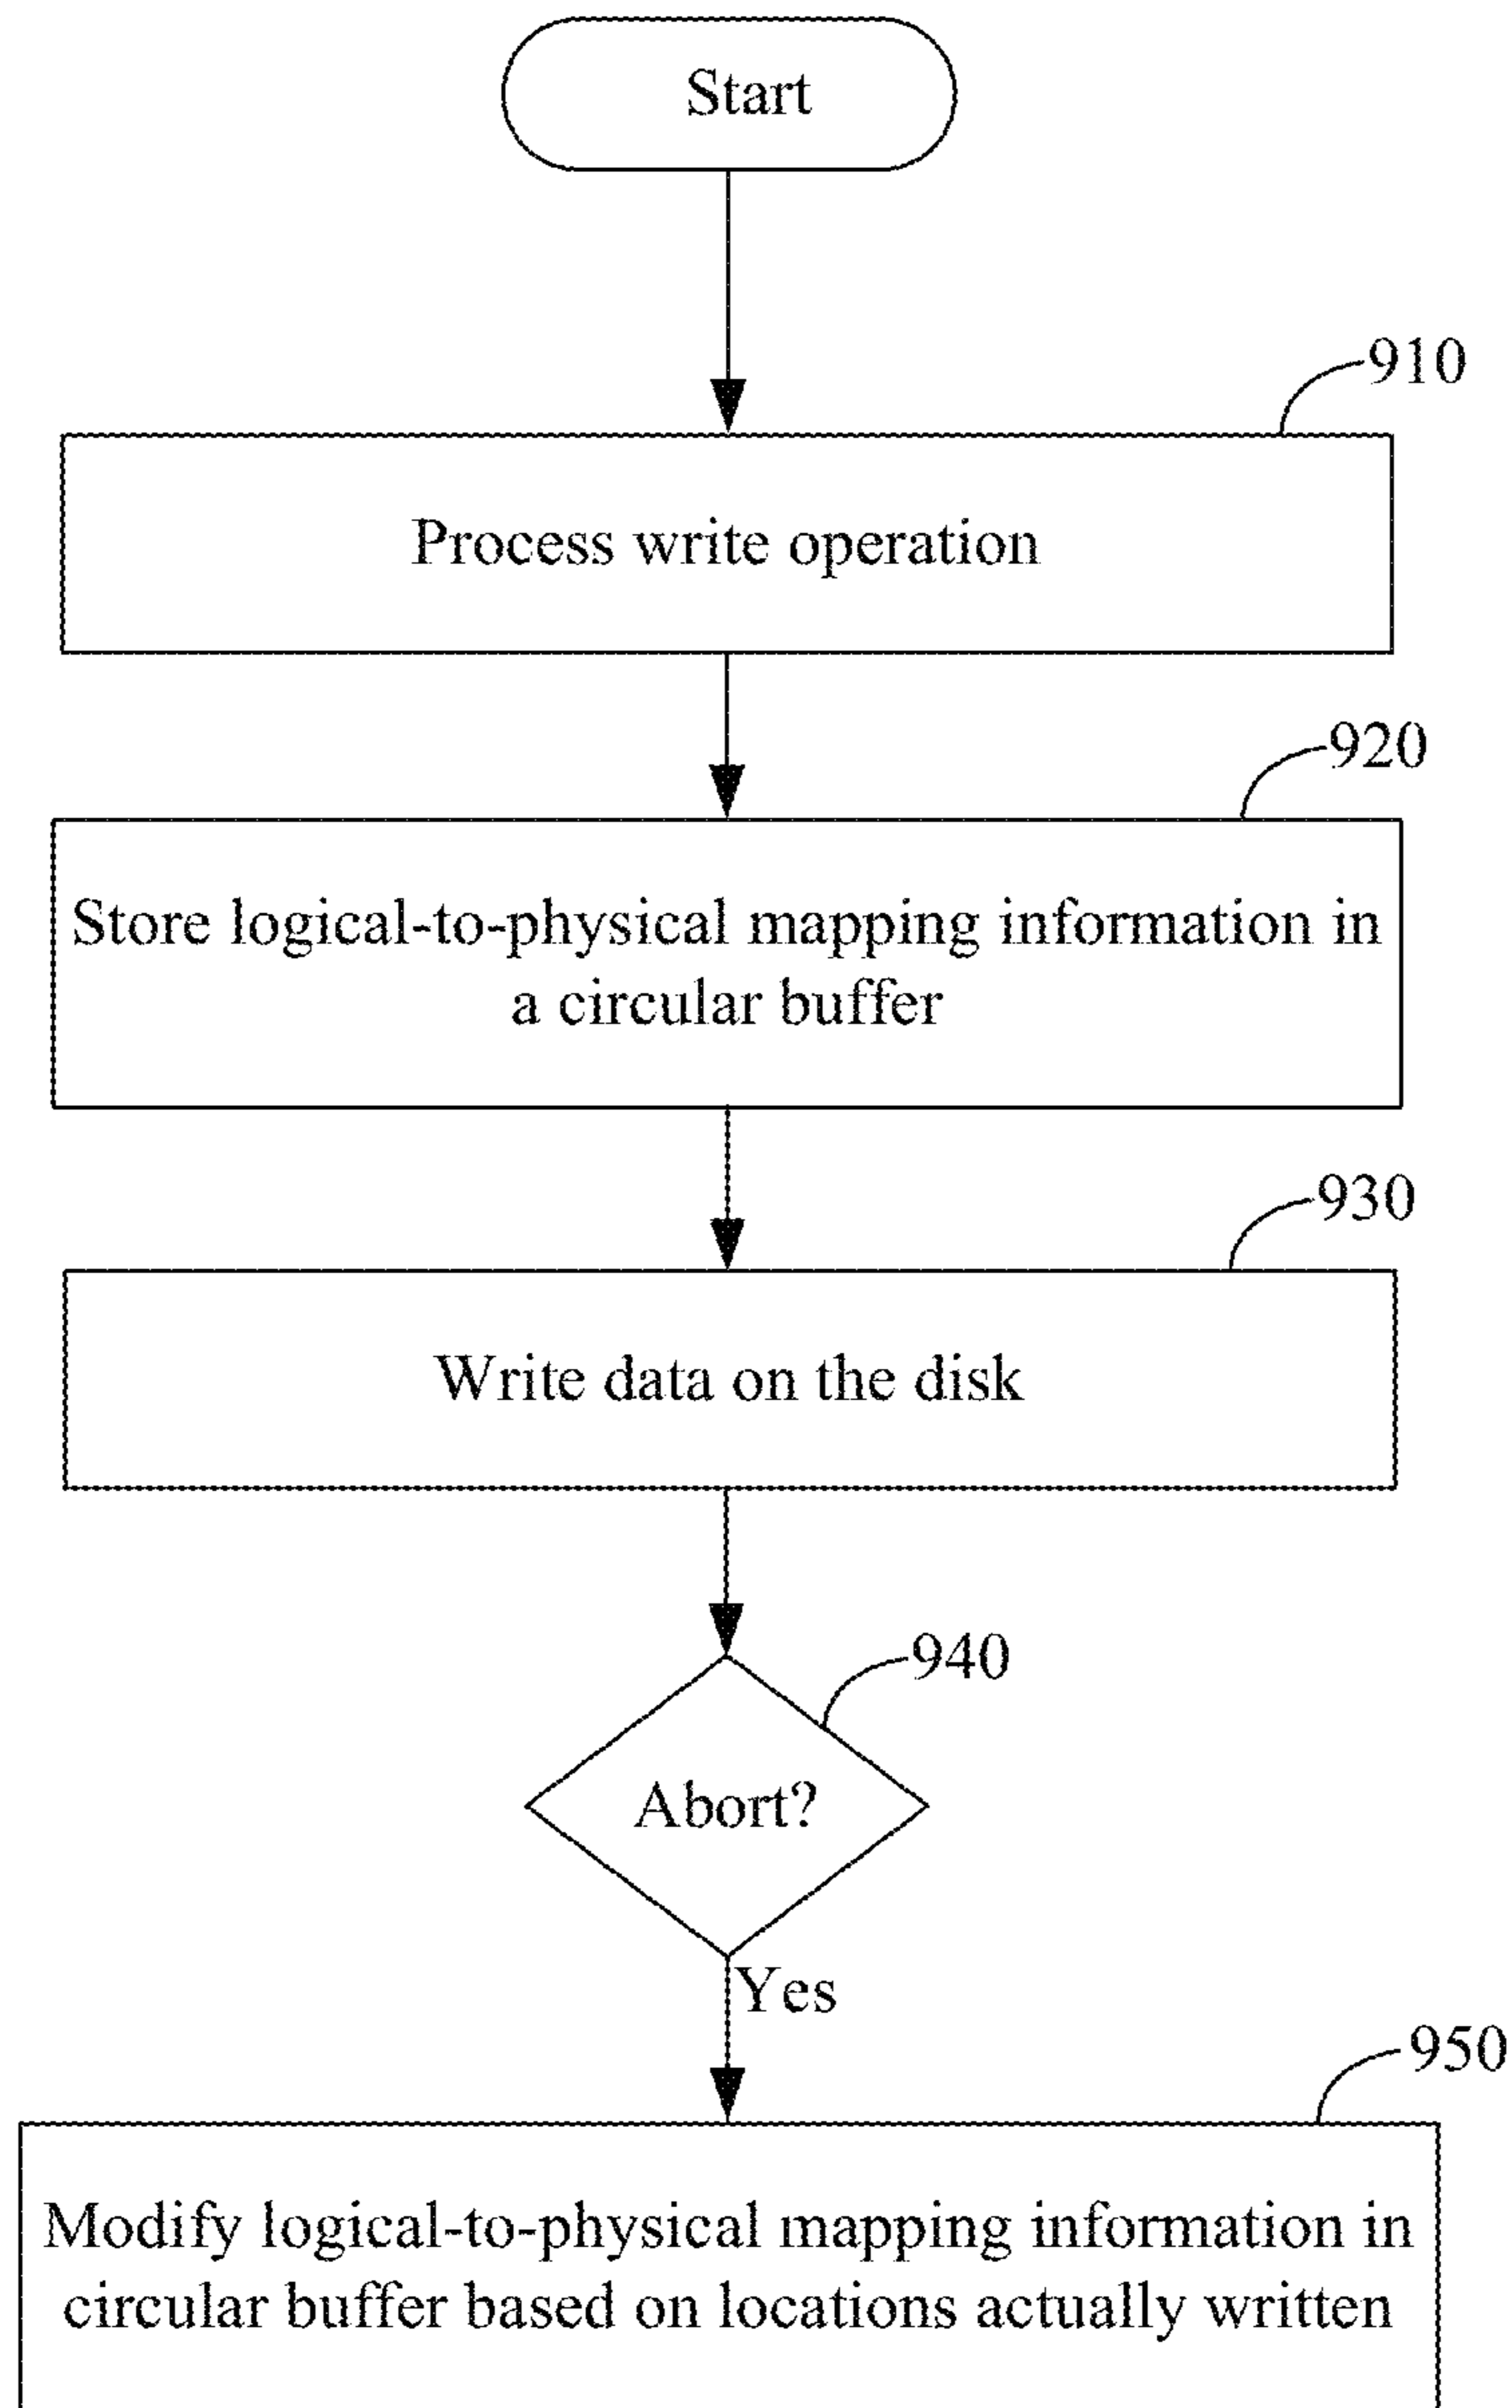 Start
910
Process write operation
920
Store logical-to-physical mapping information in
a circular buffer
930
Write data on the disk
940
Abort?
Yes
950
Modify logical-to-physical mapping information in
circular buffer based on locations actually written